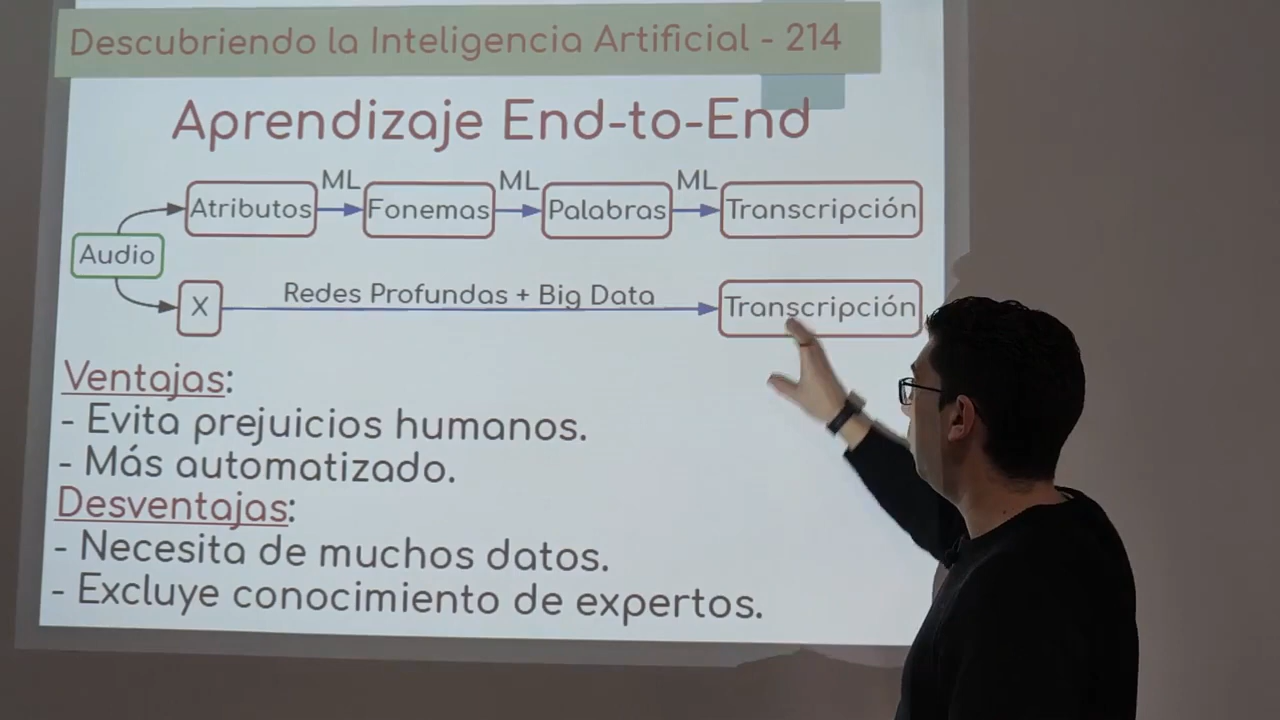 Descubriendo la Inteligencia Artificial - 214
Aprendizaje End-to-End
ML ML ML
Atributos Fonemas Palabras Transcripción
Audio
X Redes Profundas + Big Data Transcripción
Ventajas:
- Evita prejuicios humanos.
- Más automatizado.
Desventajas:
- Necesita de muchos datos.
- Excluye conocimiento de expertos.